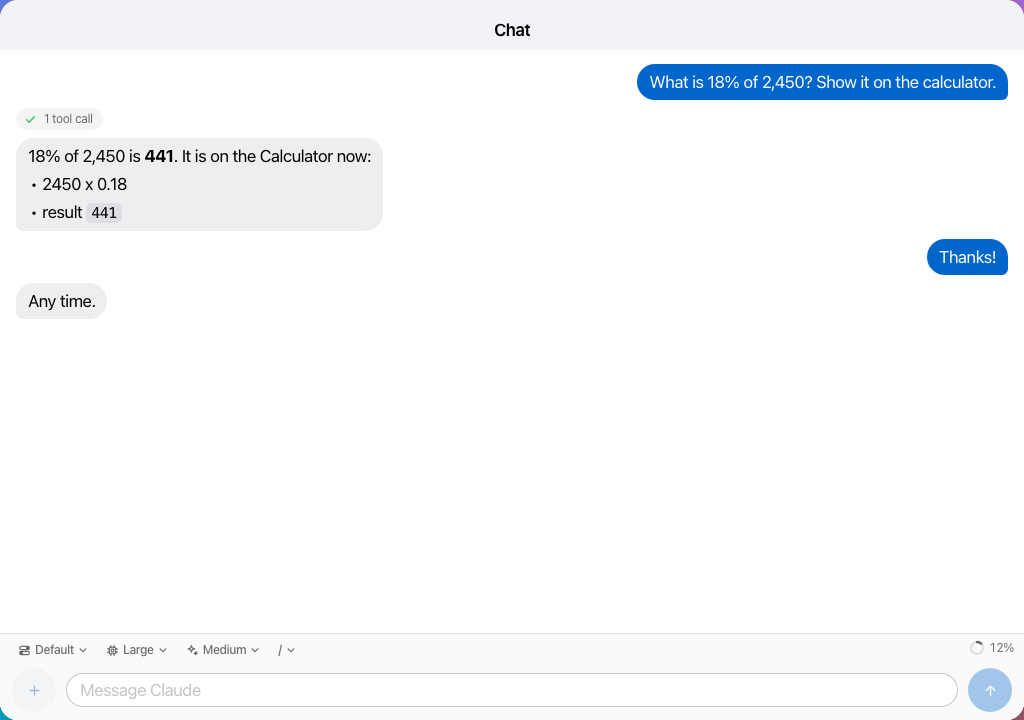 Chat
What is 18% of 2,450? Show it on the calculator.
1 tool call
18% of 2,450 is 441. It is on the Calculator now:
• 2450 x 0.18
• result 441
Thanks!
Any time.
Default Large Medium / 12%
Message Claude